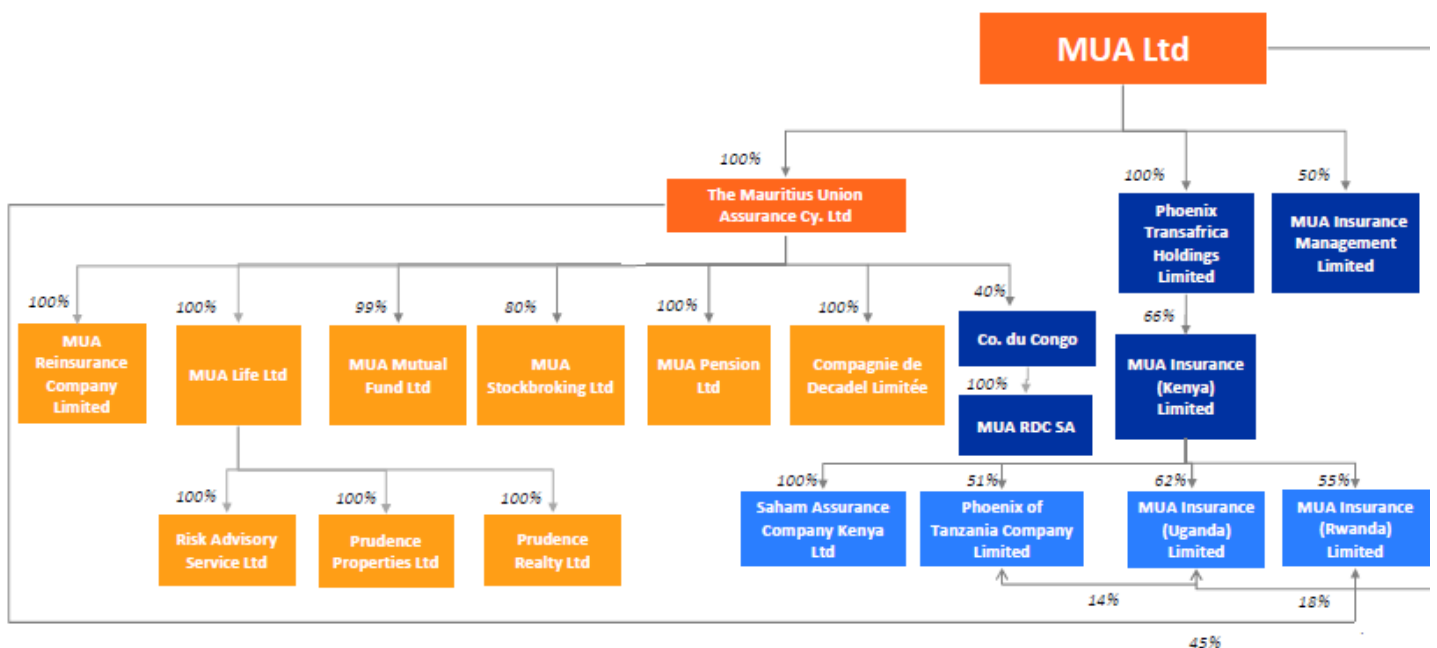 MUA Ltd
100%
The Mauritius Union
Assurance Cy. Ltd
100%
Phoenix
Transafrica
Holdings
Limited
50%
MUA Insurance
Management
Limited
100%
MUA
Reinsurance
Company
Limited
100%
MUA Life Ltd
99%
MUA Mutual
Fund Ltd
80%
MUA
Stockbroking Ltd
100%
MUA Pension
Ltd
100%
Compagnie de
Decadel Limitée
40%
Co. du Congo
100%
MUA RDC SA
66%
MUA Insurance
(Kenya)
Limited
100%
Risk Advisory
Service Ltd
100%
Prudence
Properties Ltd
100%
Prudence
Realty Ltd
100%
Saham Assurance
Company Kenya
Ltd
51%
Phoenix of
Tanzania Company
Limited
62%
MUA Insurance
(Uganda)
Limited
55%
MUA Insurance
(Rwanda)
Limited
14%
18%
45%